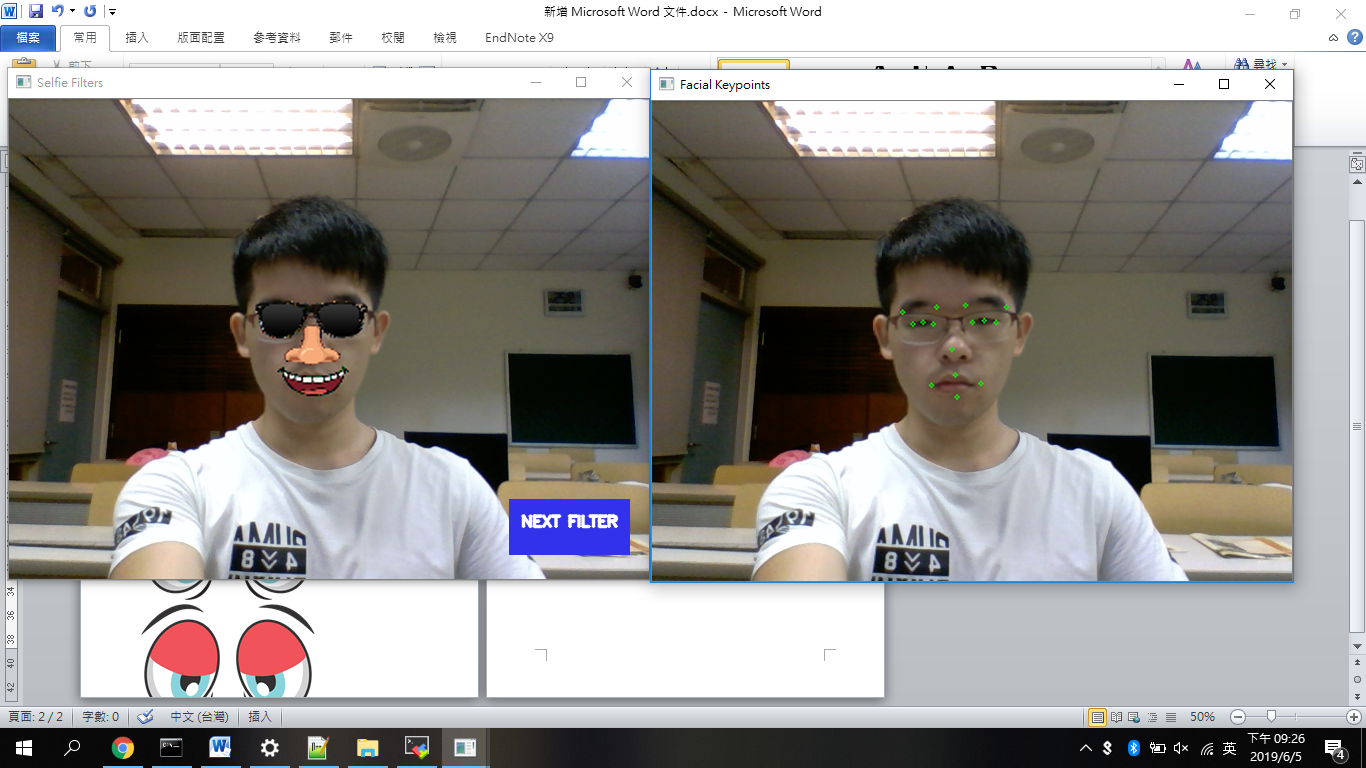 新增 Microsoft Word 文件.docx - Microsoft Word
檔案 常用 插入 版面配置 參考資料 郵件 校閱 檢視 EndNote X9
剪下
尋找
Selfie Filters
Facial Keypoints
NEXT FILTER
34
36
38
40
42
頁面: 2 / 2 字數: 0 中文 (台灣) 插入 50%
英 下午 09:26
2019/6/5
4